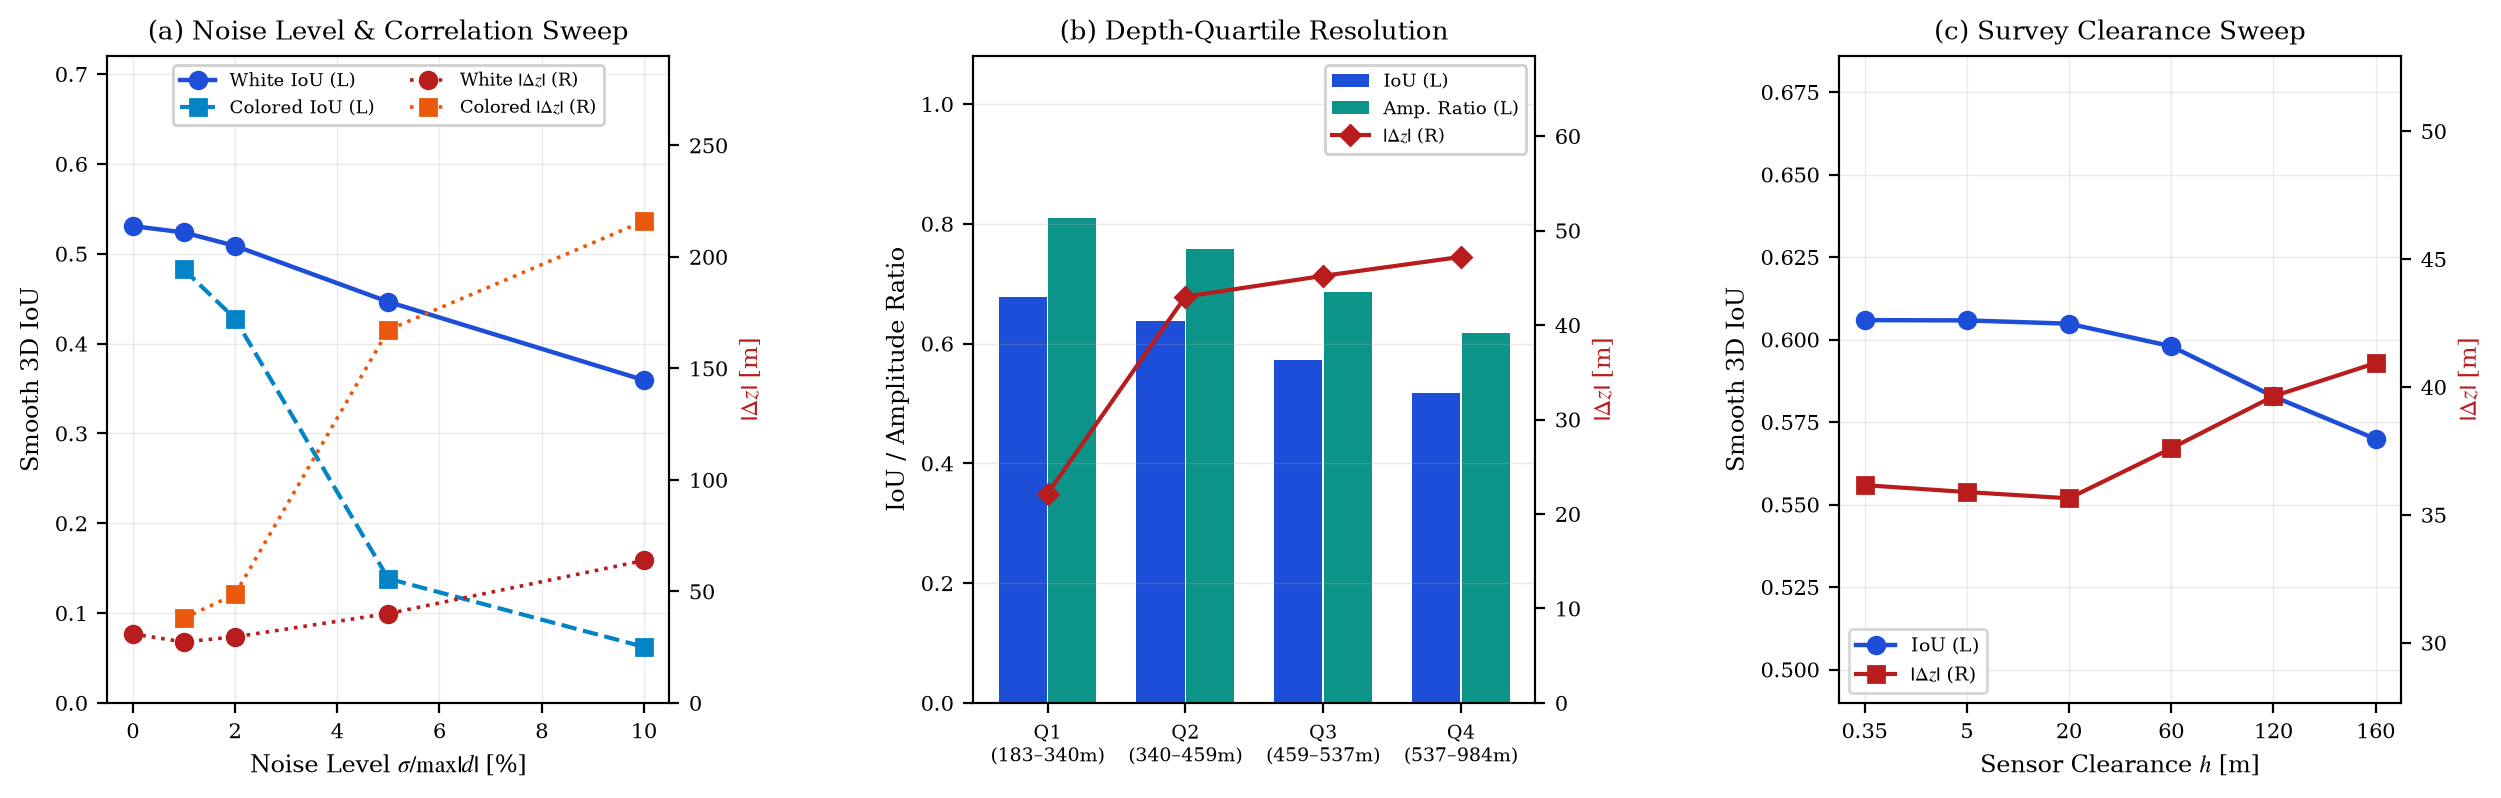 (a) Noise Level & Correlation Sweep
White IoU (L)
Colored IoU (L)
White |Δz| (R)
Colored |Δz| (R)
Smooth 3D IoU
0.7
0.6
0.5
0.4
0.3
0.2
0.1
0.0
250
200
150
100
50
0
|Δz| [m]
0 2 4 6 8 10
Noise Level σ/max|d| [%]
(b) Depth-Quartile Resolution
IoU (L)
Amp. Ratio (L)
|Δz| (R)
IoU / Amplitude Ratio
1.0
0.8
0.6
0.4
0.2
0.0
60
50
40
30
20
10
0
|Δz| [m]
Q1 Q2 Q3 Q4
(183–340m) (340–459m) (459–537m) (537–984m)
(c) Survey Clearance Sweep
Smooth 3D IoU
0.675
0.650
0.625
0.600
0.575
0.550
0.525
0.500
50
45
40
35
30
|Δz| [m]
IoU (L)
|Δz| (R)
0.35 5 20 60 120 160
Sensor Clearance h [m]